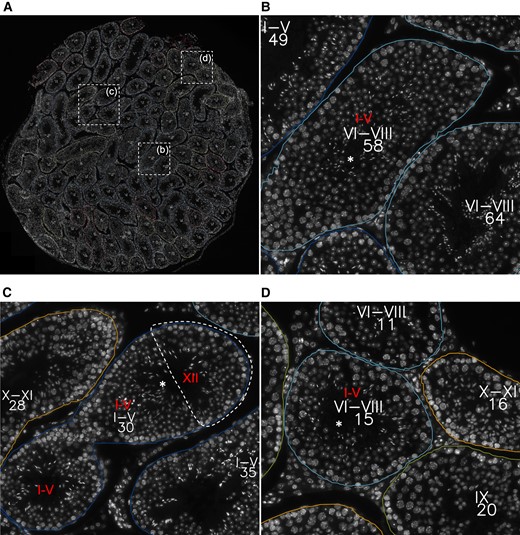 A
(d)
(c)
(b)
B
I-V
49
I-V
VI-VIII
58
*
VI-VIII
64
C
X-XI
28
XII
*
I-V
I-V
30
I-V
35
I-V
D
VI-VIII
11
I-V
VI-VIII
15
*
X-XI
16
IX
20